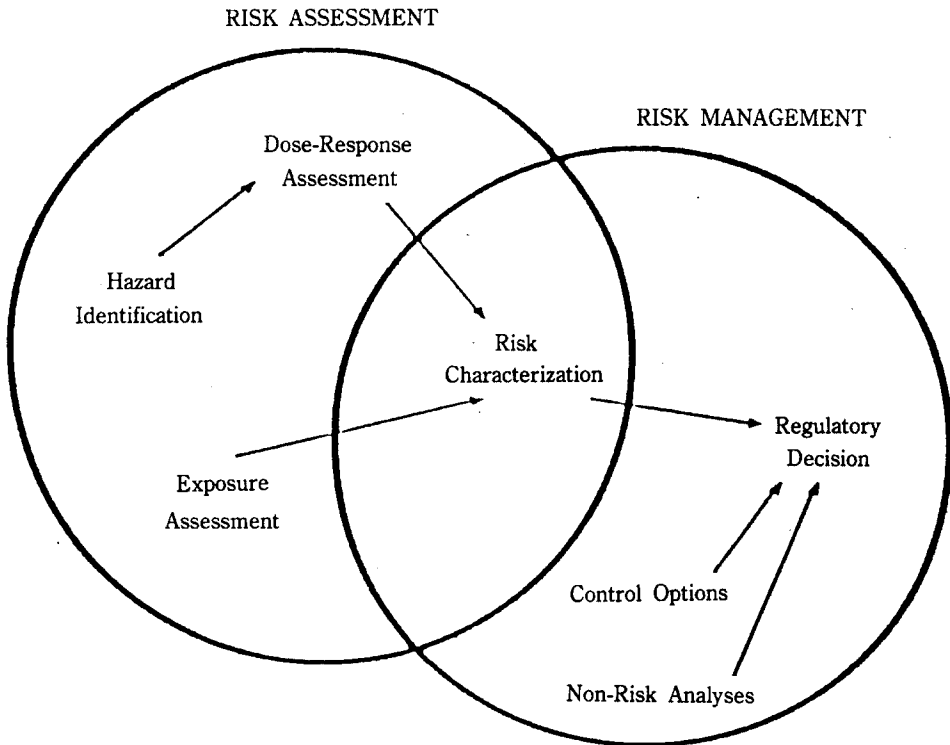 RISK ASSESSMENT
RISK MANAGEMENT
Dose-Response
Assessment
Hazard
Identification
Risk
Characterization
Exposure
Assessment
Regulatory
Decision
Control Options
Non-Risk Analyses